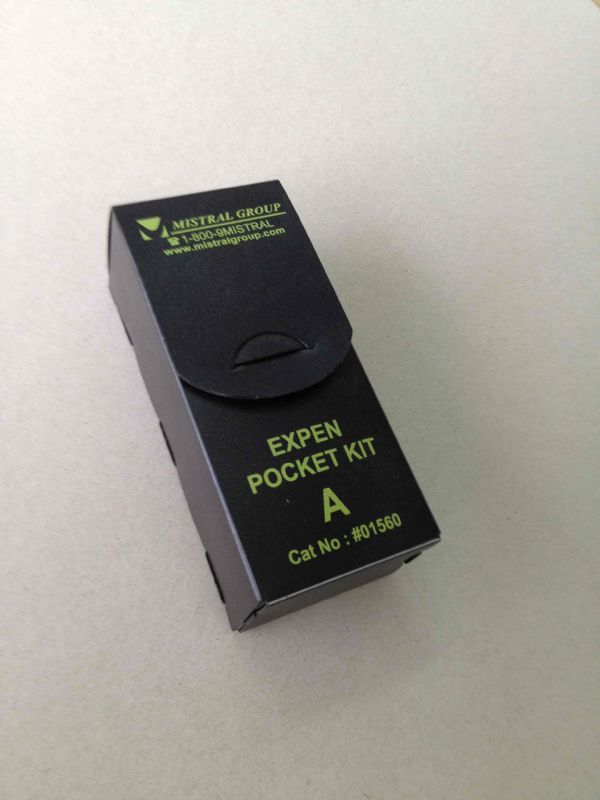 MISTRAL GROUP
☎1-800-9MISTRAL
www.mistralgroup.com
EXPEN
POCKET KIT
A
Cat No : #01560